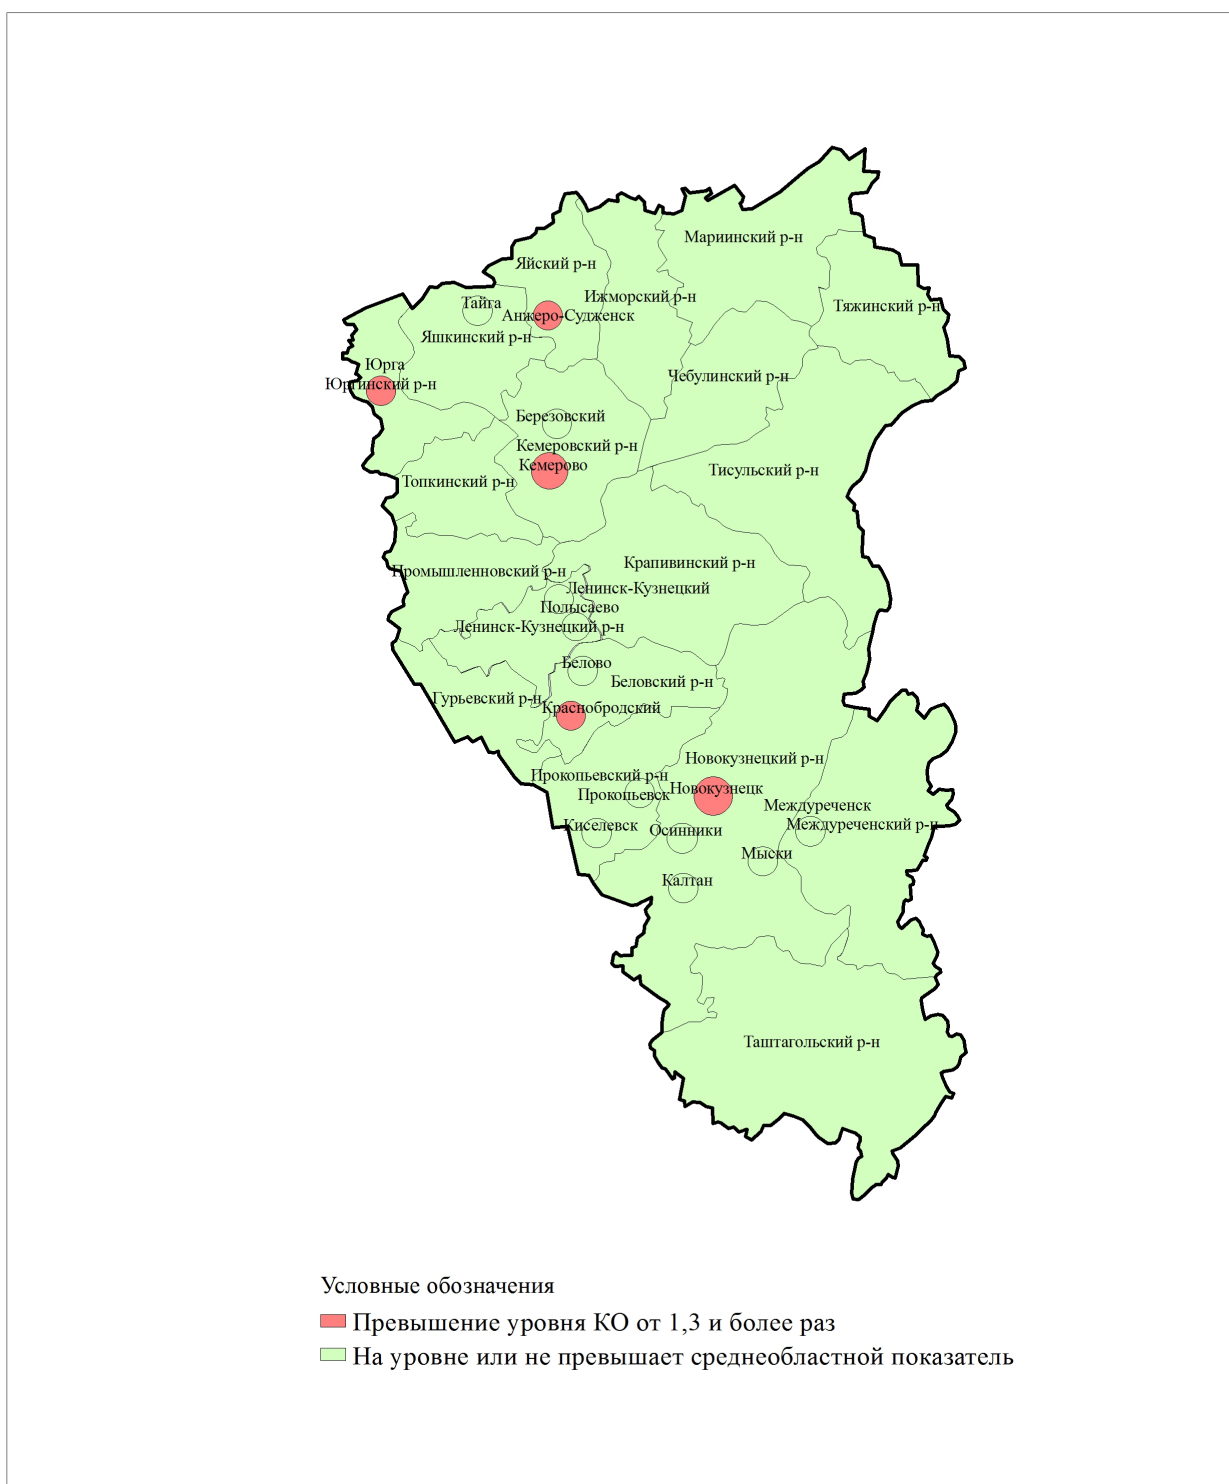 Мариинский р-н
Яйский р-н
Ижморский р-н
Тяжинский р-н
Тайга
Анжеро-Судженск
Яшкинский р-н
Юрга
Юргинский р-н
Чебулинский р-н
Березовский
Кемеровский р-н
Кемерово
Тисульский р-н
Топкинский р-н
Крапивинский р-н
Промышленновский р-н
Ленинск-Кузнецкий
Полысаево
Ленинск-Кузнецкий р-н
Белово
Беловский р-н
Гурьевский р-н
Краснобродский
Новокузнецкий р-н
Прокопьевский р-н
Прокопьевск
Новокузнецк
Междуреченск
Киселевск
Осинники
Междуреченский р-н
Мыски
Калтан
Таштагольский р-н
Условные обозначения
Превышение уровня КО от 1,3 и более раз
На уровне или не превышает среднеобластной показатель